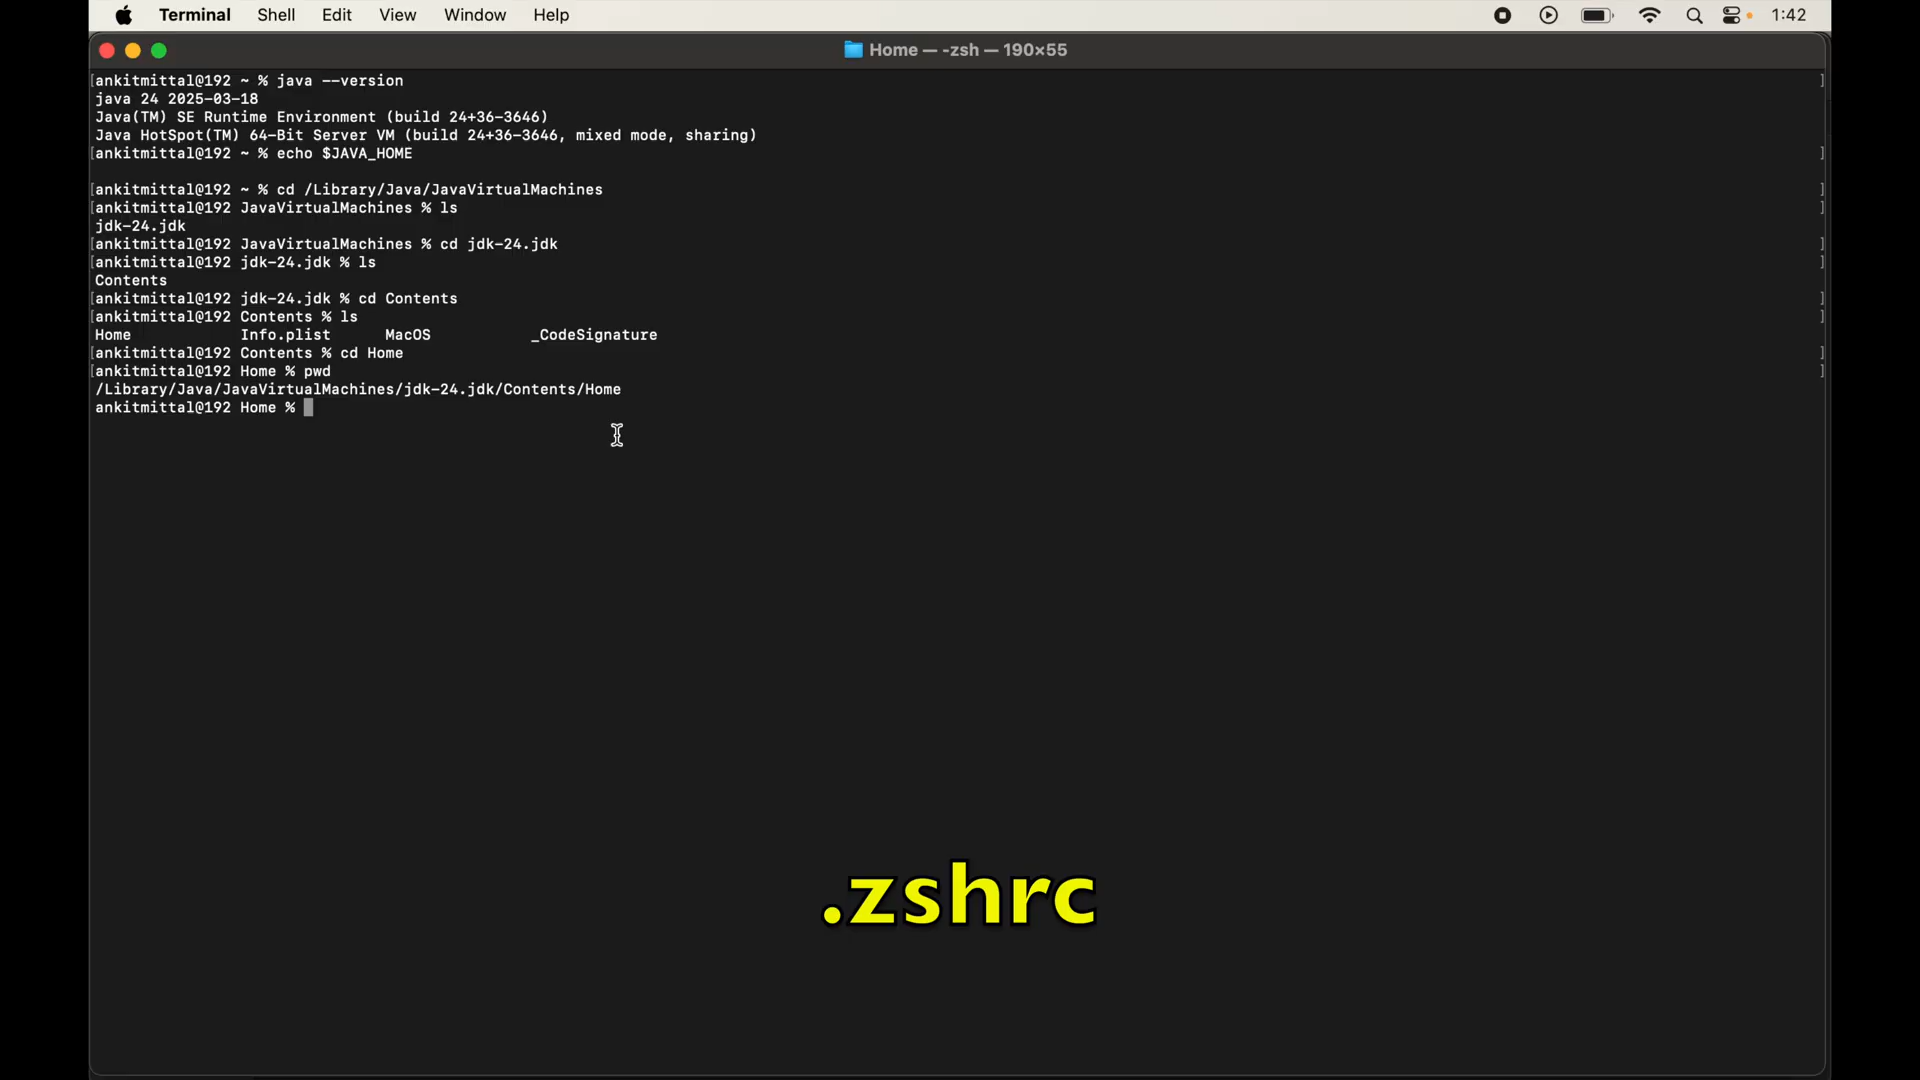 Terminal Shell Edit View Window Help 1:42
Home — -zsh — 190×55
[ankitmittal@192 ~ % java --version ]
java 24 2025-03-18
Java(TM) SE Runtime Environment (build 24+36-3646)
Java HotSpot(TM) 64-Bit Server VM (build 24+36-3646, mixed mode, sharing)
[ankitmittal@192 ~ % echo $JAVA_HOME ]
[ankitmittal@192 ~ % cd /Library/Java/JavaVirtualMachines ]
[ankitmittal@192 JavaVirtualMachines % ls ]
jdk-24.jdk
[ankitmittal@192 JavaVirtualMachines % cd jdk-24.jdk ]
[ankitmittal@192 jdk-24.jdk % ls ]
Contents
[ankitmittal@192 jdk-24.jdk % cd Contents ]
[ankitmittal@192 Contents % ls ]
Home Info.plist MacOS _CodeSignature
[ankitmittal@192 Contents % cd Home ]
[ankitmittal@192 Home % pwd ]
/Library/Java/JavaVirtualMachines/jdk-24.jdk/Contents/Home
ankitmittal@192 Home %
.zshrc